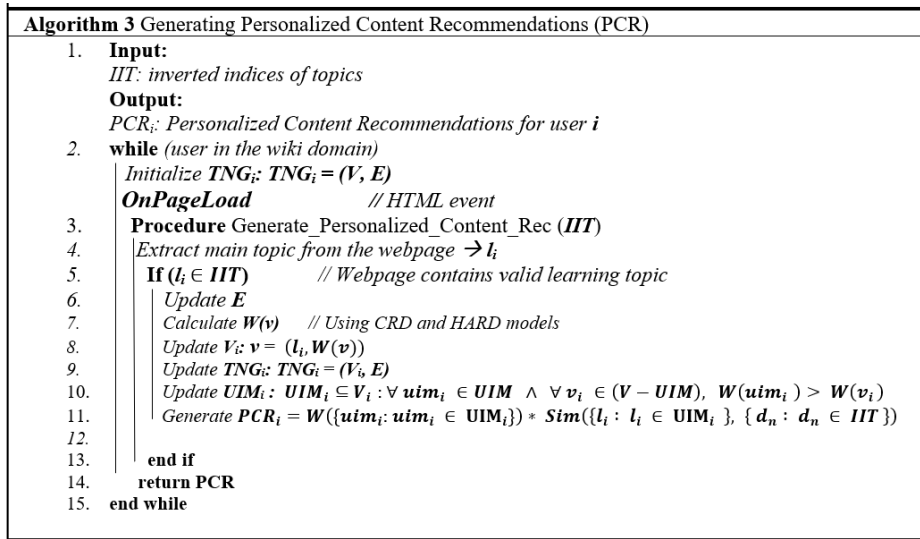 Algorithm 3 Generating Personalized Content Recommendations (PCR)
1. Input:
IIT: inverted indices of topics
Output:
PCRᵢ: Personalized Content Recommendations for user i
2. while (user in the wiki domain)
Initialize TNGᵢ: TNGᵢ = (V, E)
OnPageLoad // HTML event
3. Procedure Generate_Personalized_Content_Rec (IIT)
4. Extract main topic from the webpage → lᵢ
5. If (lᵢ ∈ IIT) // Webpage contains valid learning topic
6. Update E
7. Calculate W(v) // Using CRD and HARD models
8. Update Vᵢ: v = (lᵢ, W(v))
9. Update TNGᵢ: TNGᵢ = (Vᵢ, E)
10. Update UIMᵢ : UIMᵢ ⊆ Vᵢ : ∀ uimᵢ ∈ UIM ∧ ∀ vᵢ ∈ (V − UIM), W(uimᵢ ) > W(vᵢ)
11. Generate PCRᵢ = W({uimᵢ: uimᵢ ∈ UIMᵢ}) * Sim({lᵢ : lᵢ ∈ UIMᵢ }, { dₙ : dₙ ∈ IIT })
12.
13. end if
14. return PCR
15. end while